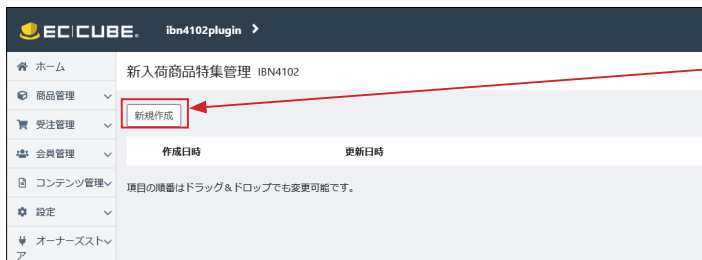 EC CUBE. ibn4102plugin
ホーム
新入荷商品特集管理 IBN4102
商品管理
新規作成
受注管理
会員管理
作成日時 更新日時
コンテンツ管理
項目の順番はドラッグ＆ドロップでも変更可能です。
設定
オーナーズスト
ア